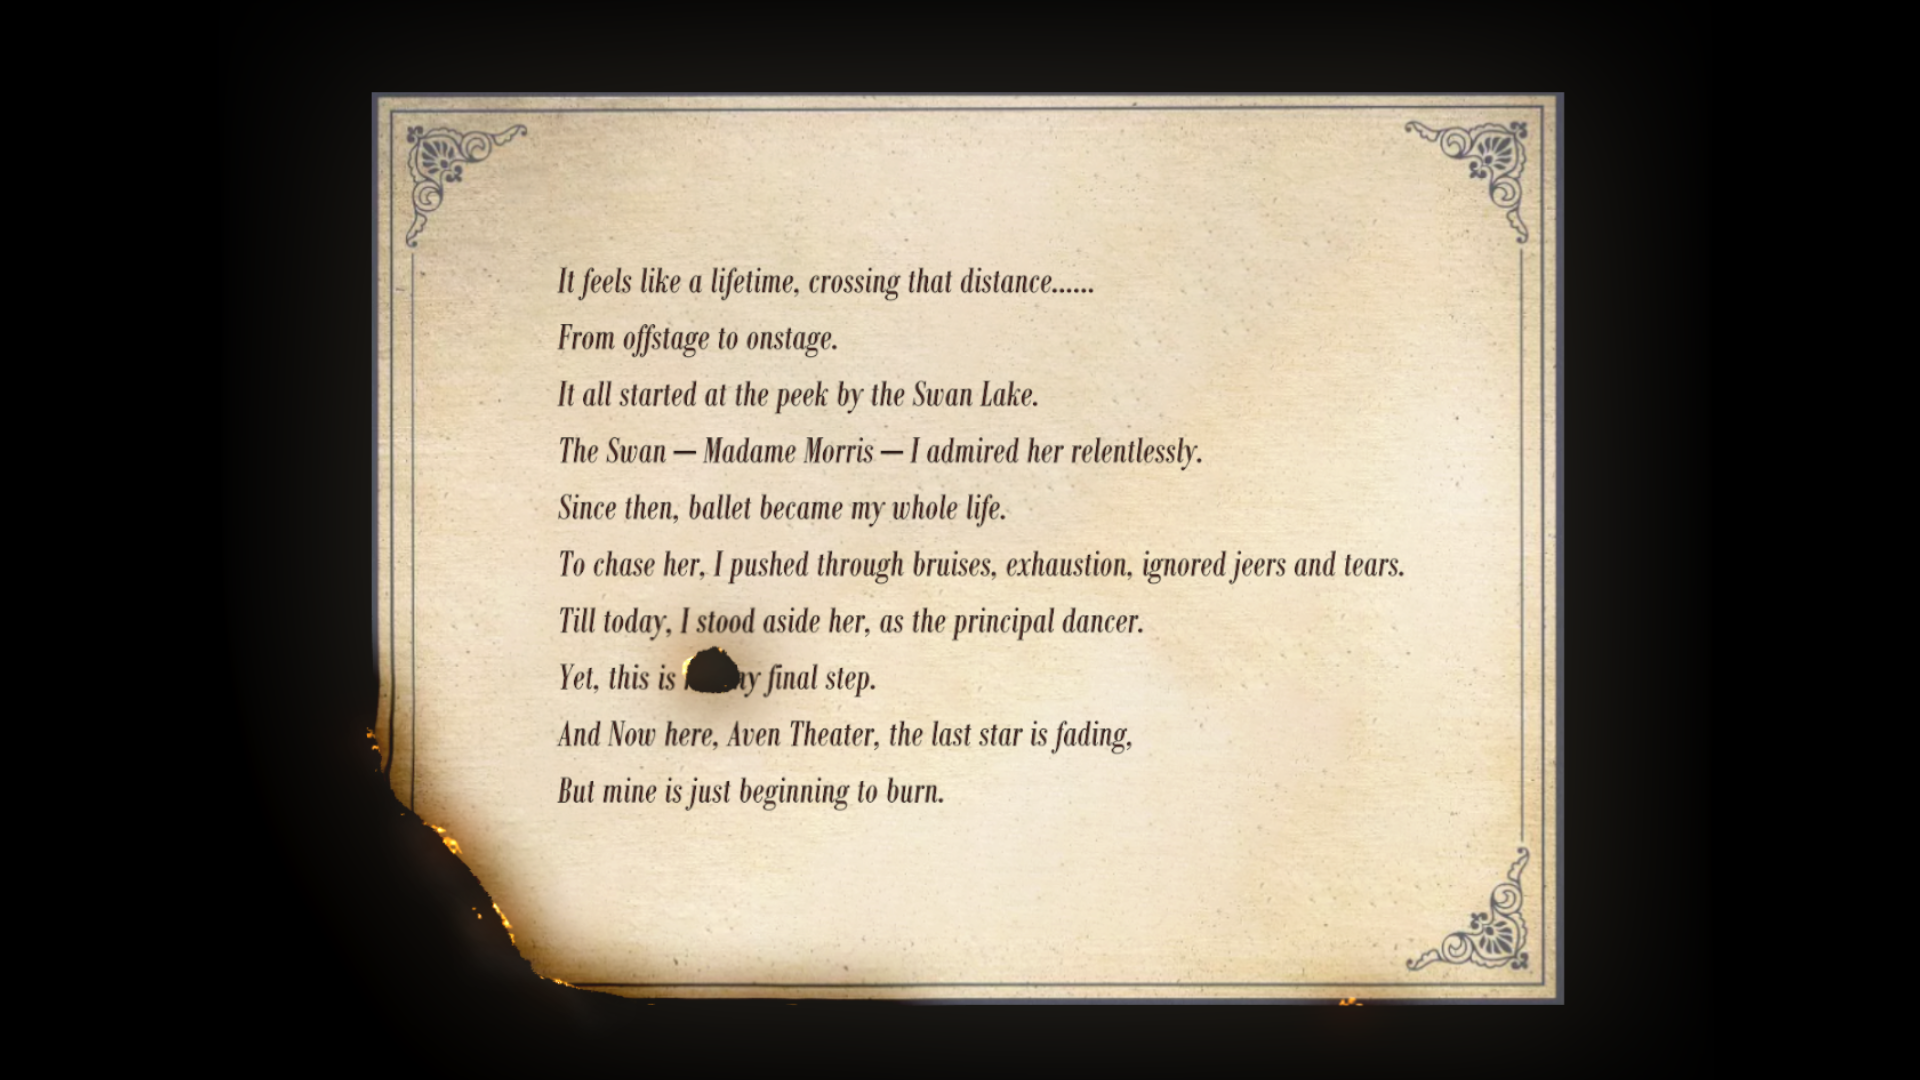 It feels like a lifetime, crossing that distance......
From offstage to onstage.
It all started at the peek by the Swan Lake.
The Swan — Madame Morris — I admired her relentlessly.
Since then, ballet became my whole life.
To chase her, I pushed through bruises, exhaustion, ignored jeers and tears.
Till today, I stood aside her, as the principal dancer.
Yet, this is final step.
And Now here, Aven Theater, the last star is fading,
But mine is just beginning to burn.